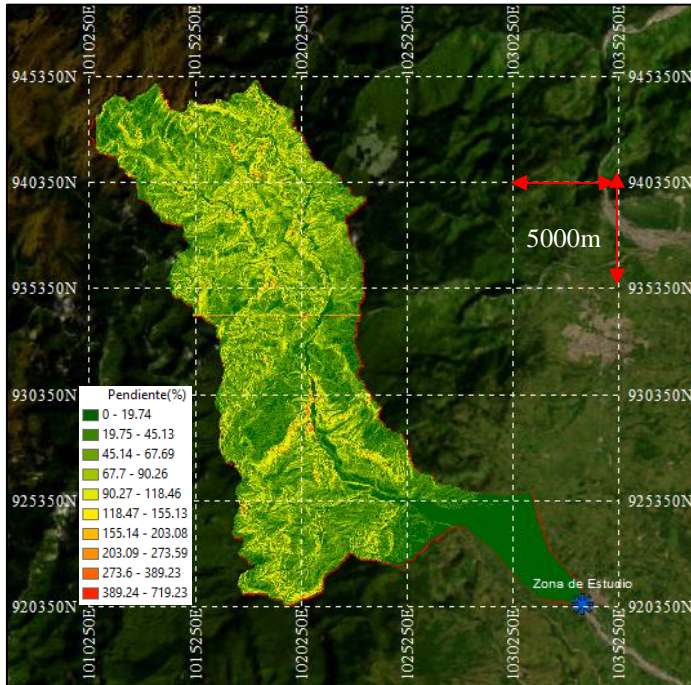 1010250E
1015250E
1020250E
1025250E
1030250E
1035250E
945350N
945350N
940350N
940350N
5000m
935350N
935350N
930350N
930350N
Pendiente(%)
0 - 19.74
19.75 - 45.13
45.14 - 67.69
67.7 - 90.26
90.27 - 118.46
118.47 - 155.13
155.14 - 203.08
203.09 - 273.59
273.6 - 389.23
389.24 - 719.23
925350N
925350N
Zona de Estudio
920350N
920350N
1010250E
1015250E
1020250E
1025250E
1030250E
1035250E